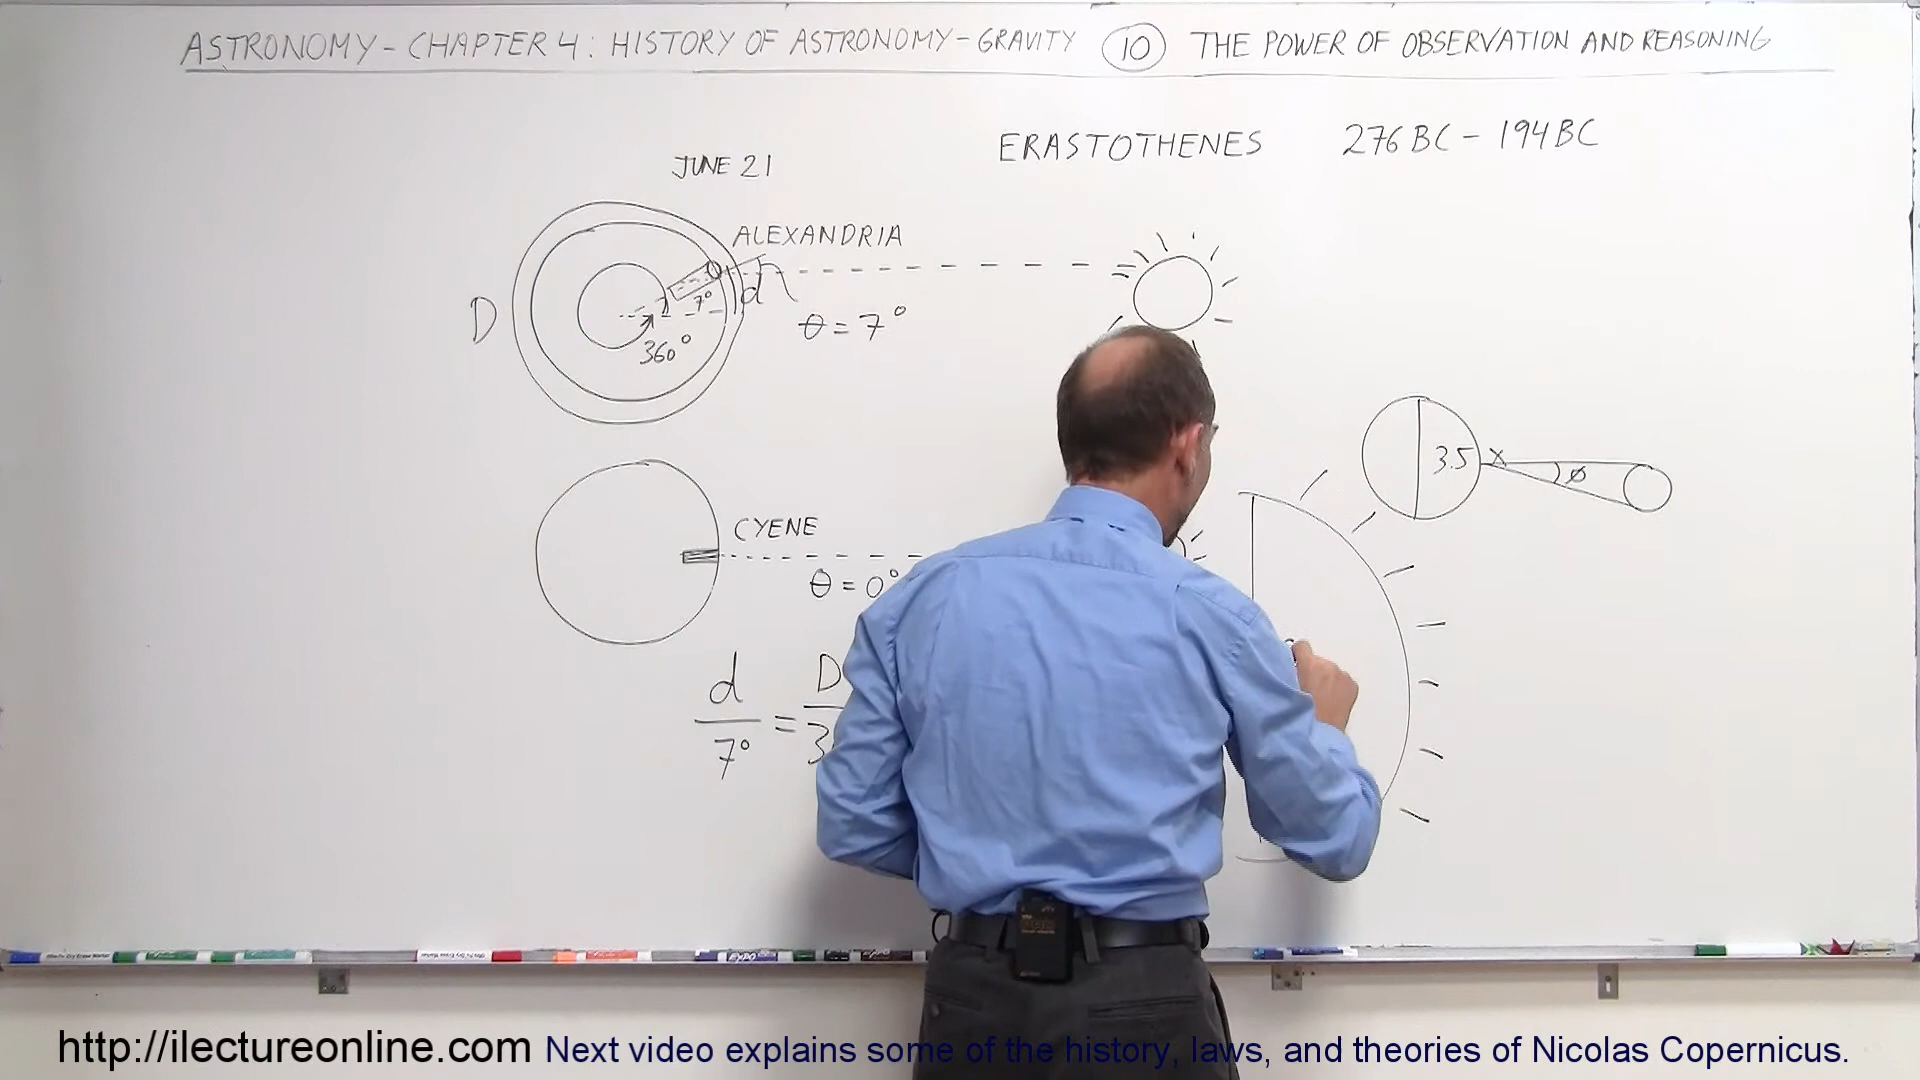 ASTRONOMY - CHAPTER 4: HISTORY OF ASTRONOMY - GRAVITY 10 THE POWER OF OBSERVATION AND REASONING
ERASTOTHENES 276 BC - 194 BC
JUNE 21
ALEXANDRIA
D
7°
d
θ = 7°
360°
3.5 x ø
CYENE
θ = 0°
d = D
7° 3
http://ilectureonline.com Next video explains some of the history, laws, and theories of Nicolas Copernicus.